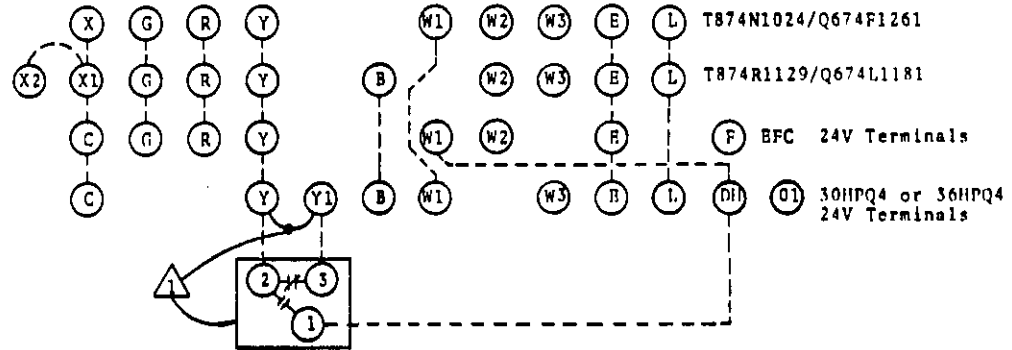 X G R Y W1 W2 W3 E L T874N1024/Q674F1261
X2 X1 G R Y B W2 W3 E L T874R1129/Q674L1181
C G R Y W1 W2 E F BFC 24V Terminals
C Y Y1 B W1 W3 E L DH O1 30HPQ4 or 36HPQ4
24V Terminals
1 2 3
1